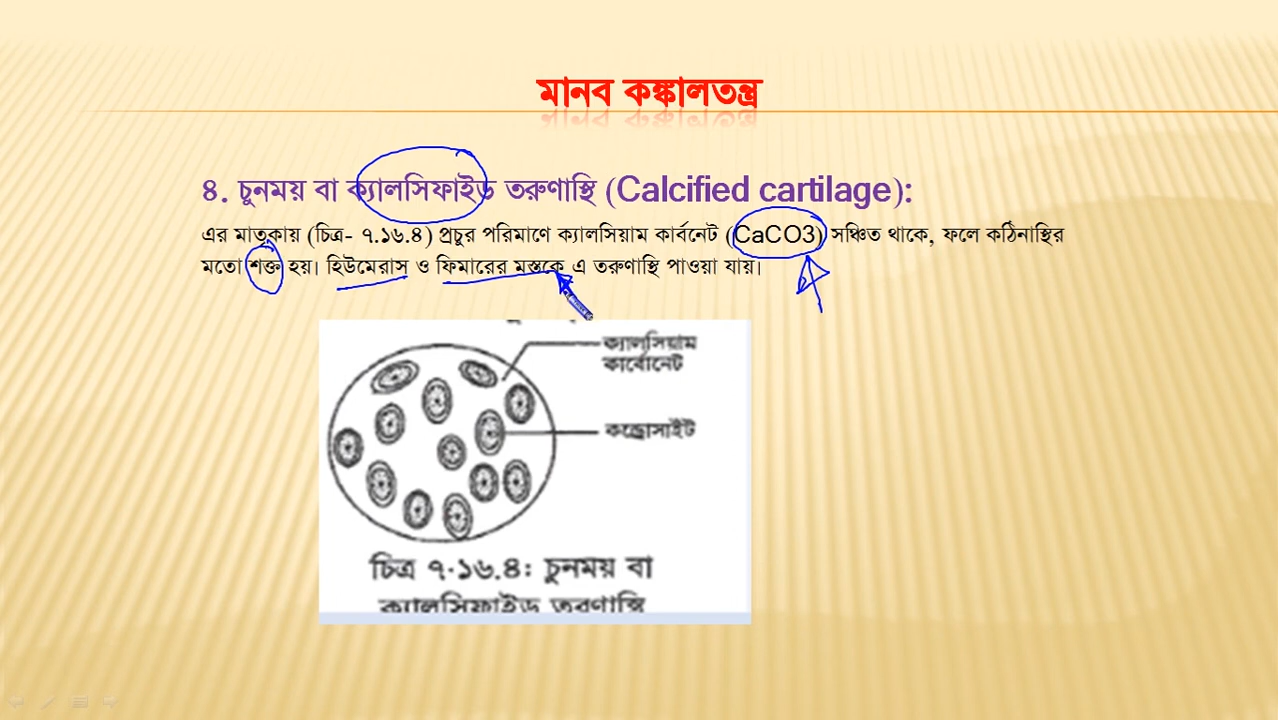 মানব কঙ্কালতন্ত্র
৪. চুনময় বা ক্যালসিফাইড তরুণাস্থি (Calcified cartilage):
এর মাতৃকায় (চিত্র- ৭.১৬.৪) প্রচুর পরিমাণে ক্যালসিয়াম কার্বনেট (CaCO3) সঞ্চিত থাকে, ফলে কঠিনাস্থির
মতো শক্ত হয়। হিউমেরাস ও ফিমারের মস্তকে এ তরুণাস্থি পাওয়া যায়।
ক্যালসিয়াম
কার্বোনেট
কন্ড্রোসাইট
চিত্র ৭·১৬.৪: চুনময় বা
ক্যালসিফাইড তরুণাস্থি